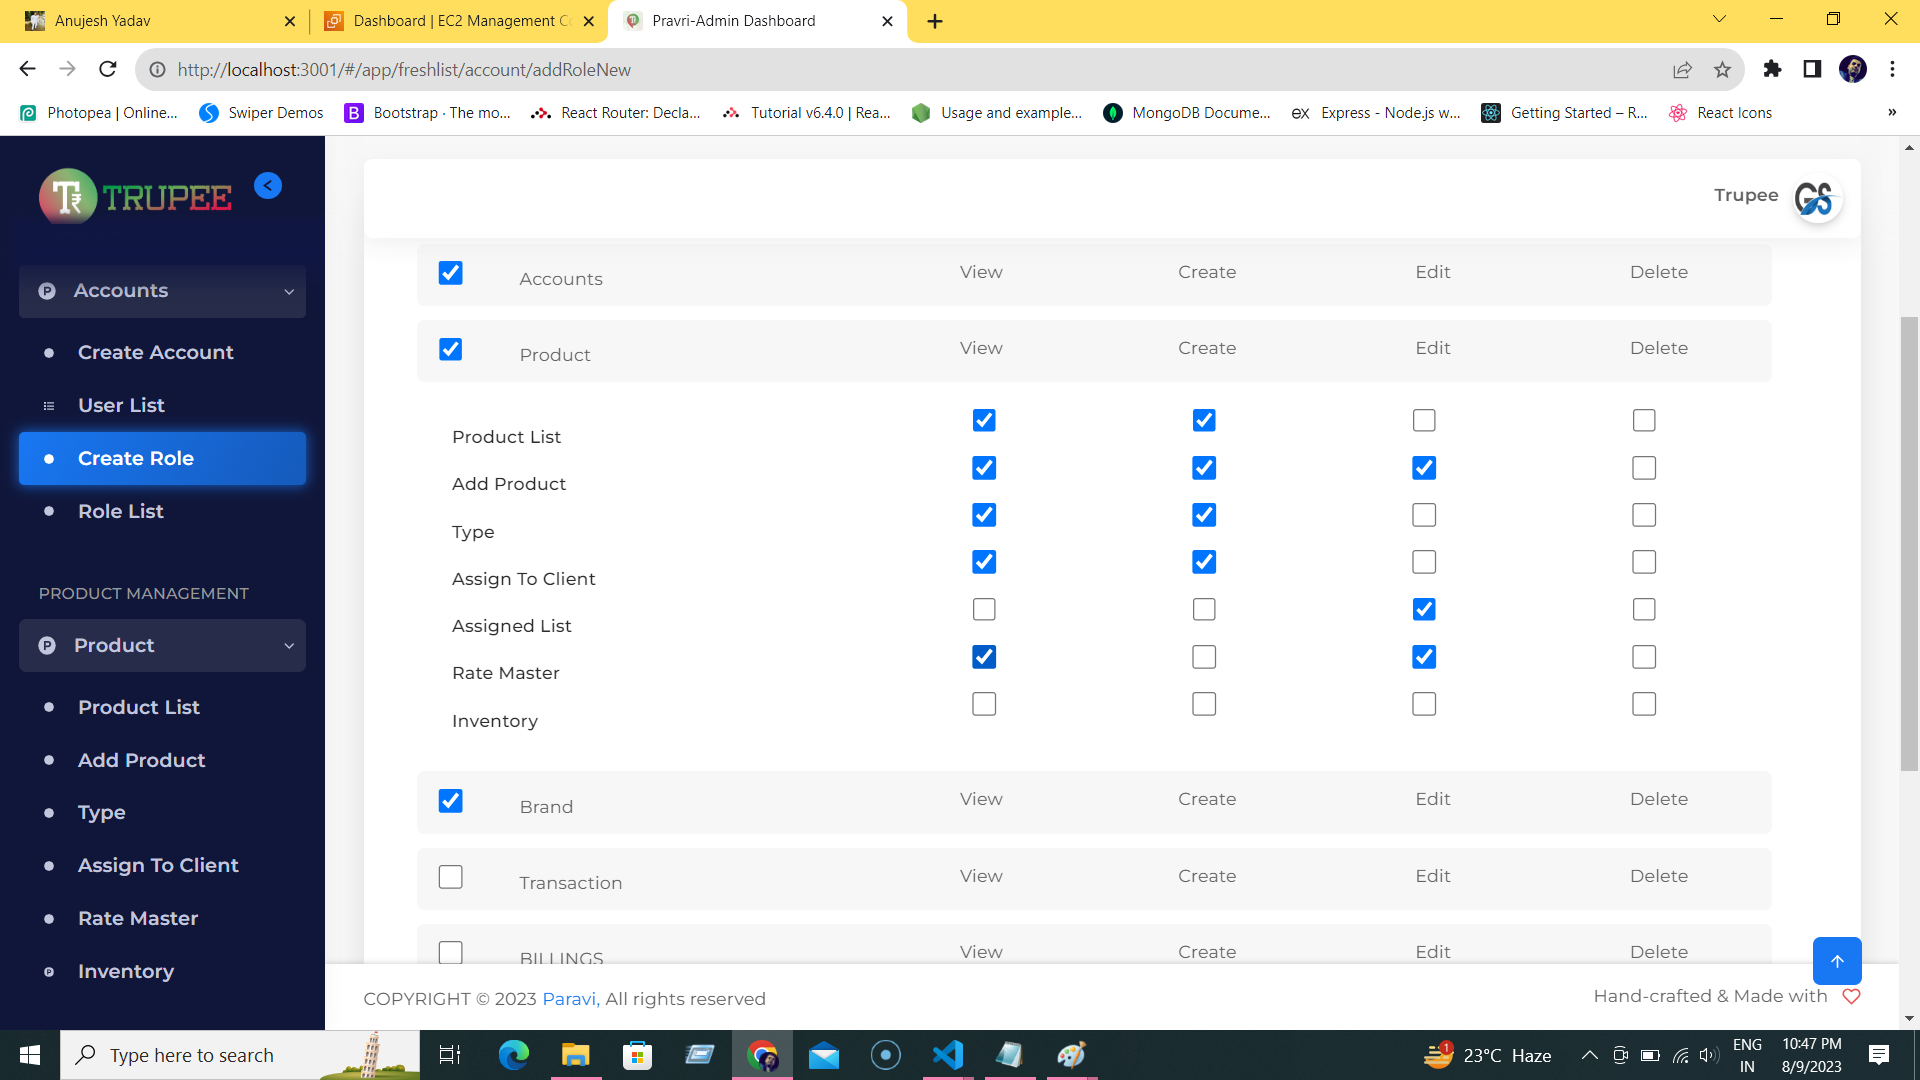 Anujesh Yadav
Dashboard | EC2 Management Co
Pravri-Admin Dashboard
http://localhost:3001/#/app/freshlist/account/addRoleNew
Photopea | Online...
Swiper Demos
B Bootstrap · The mo...
React Router: Decla...
Tutorial v6.4.0 | Rea...
Usage and example...
MongoDB Docume...
ex Express - Node.js w...
Getting Started – R...
React Icons
»
TRUPEE
Trupee
GS
P Accounts
Create Account
User List
Create Role
Role List
PRODUCT MANAGEMENT
P Product
Product List
Add Product
Type
Assign To Client
Rate Master
P Inventory
Accounts View Create Edit Delete
Product View Create Edit Delete
Product List
Add Product
Type
Assign To Client
Assigned List
Rate Master
Inventory
Brand View Create Edit Delete
Transaction View Create Edit Delete
BILLINGS View Create Edit Delete
COPYRIGHT © 2023 Paravi, All rights reserved
Hand-crafted & Made with
Type here to search
1
23°C Haze
ENG
IN
10:47 PM
8/9/2023